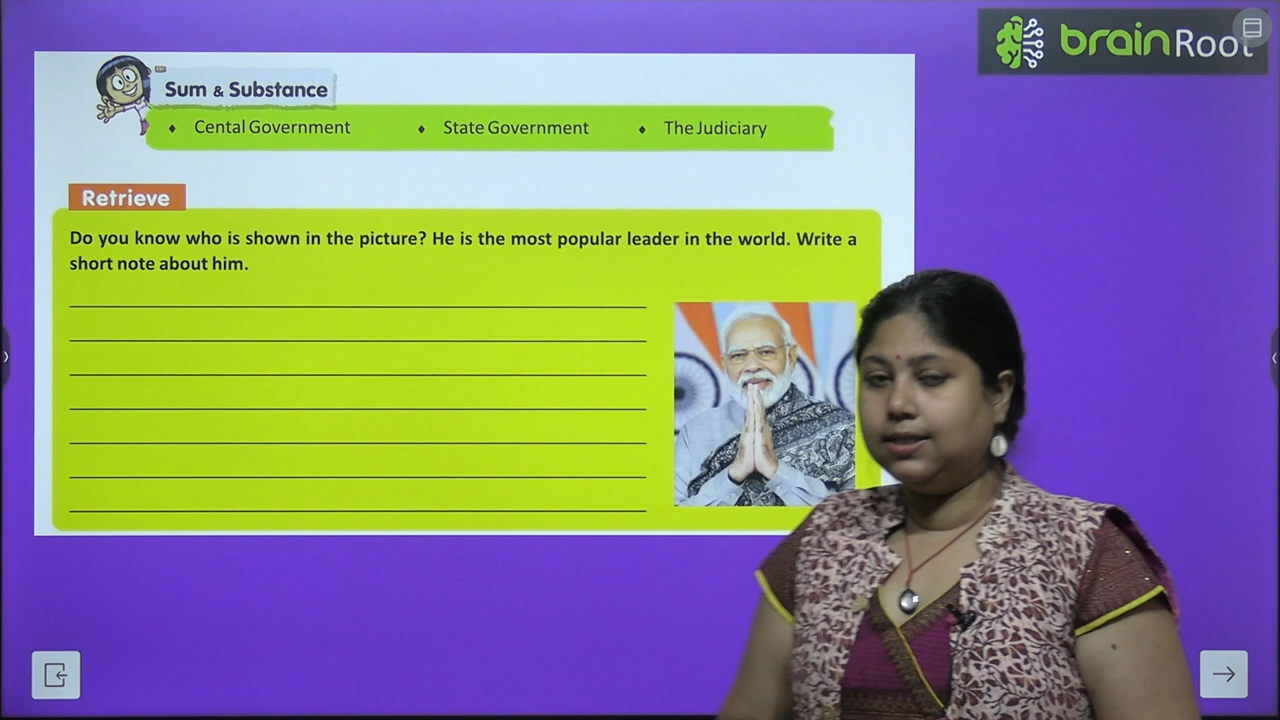 brainRoot
Sum & Substance
♦ Cental Government ♦ State Government ♦ The Judiciary
Retrieve
Do you know who is shown in the picture? He is the most popular leader in the world. Write a
short note about him.